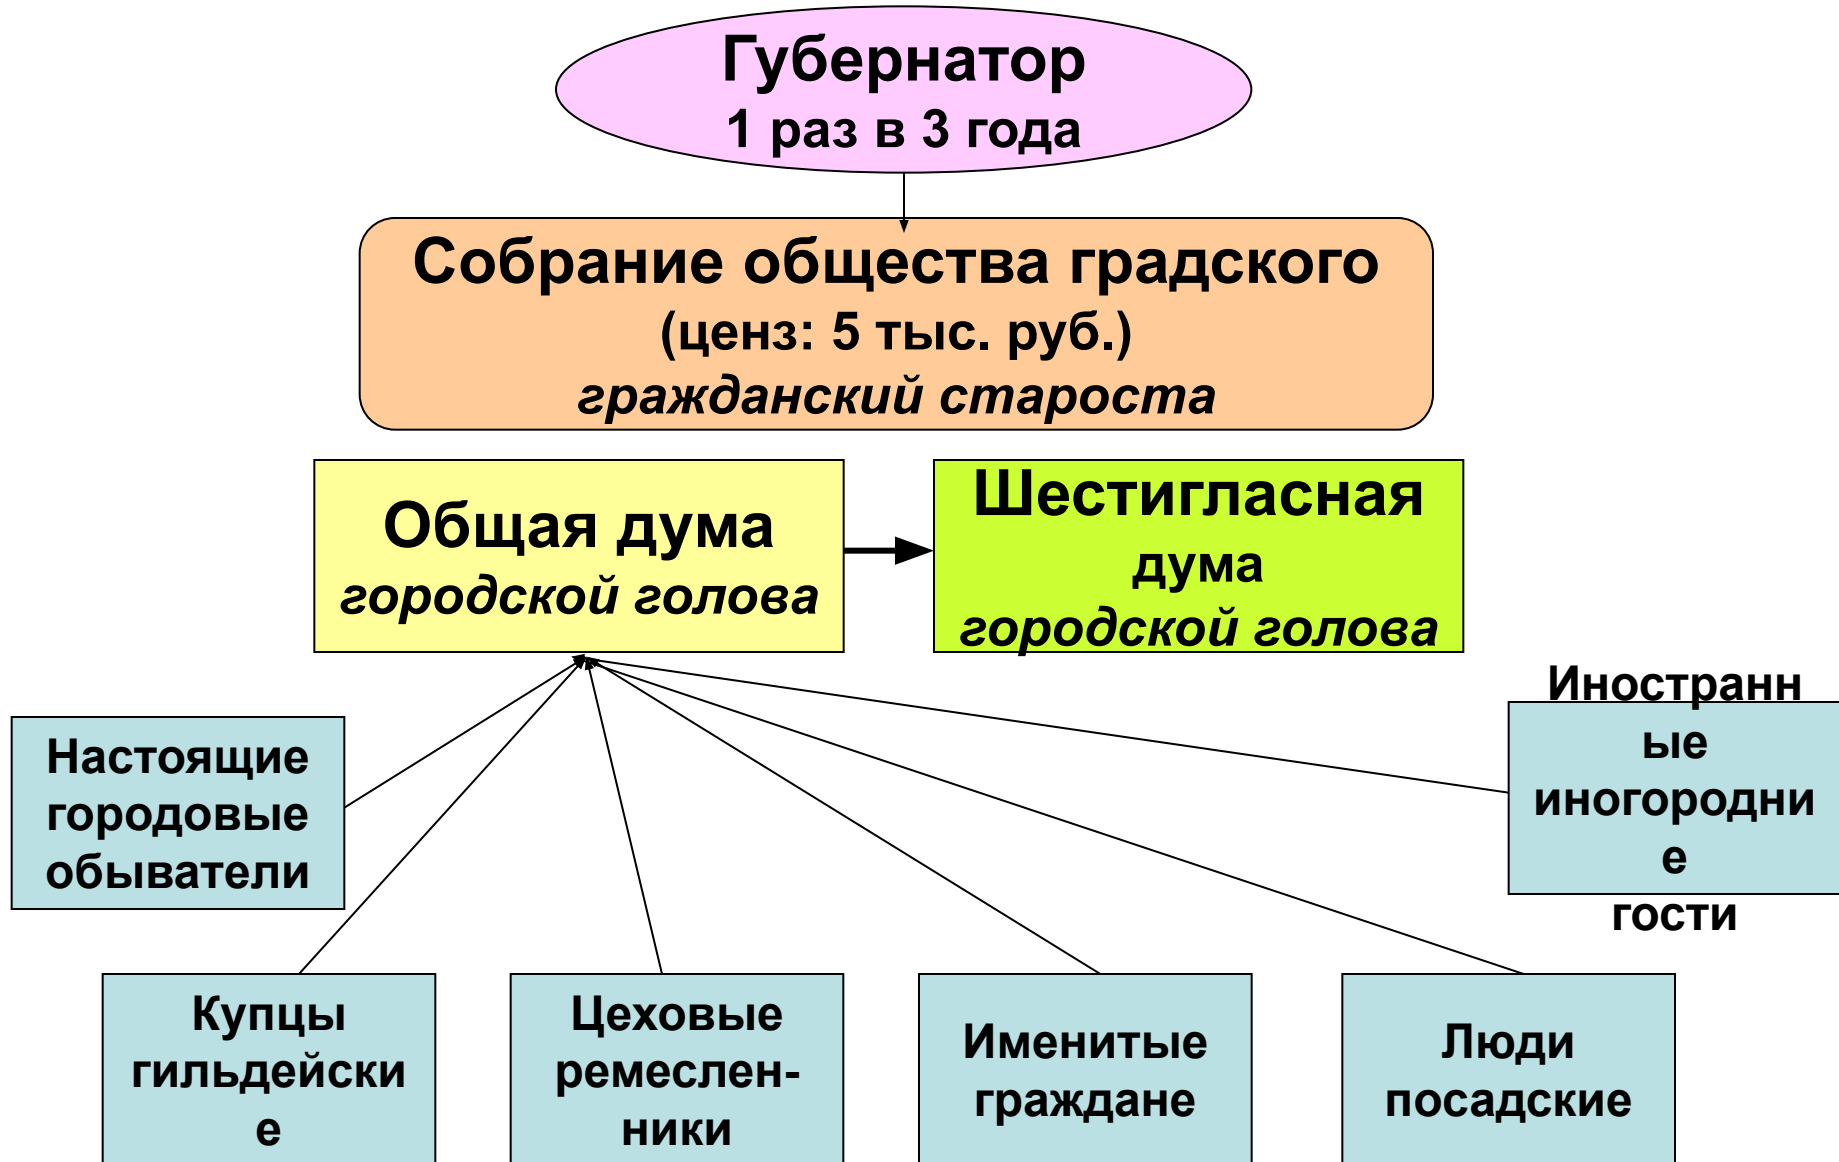 Губернатор
1 раз в 3 года
Собрание общества градского
(ценз: 5 тыс. руб.)
гражданский староста
Общая дума
городской голова
Шестигласная
дума
городской голова
Настоящие
городовые
обыватели
Иностранн
ые
иногородни
е
гости
Купцы
гильдейски
е
Цеховые
ремеслен-
ники
Именитые
граждане
Люди
посадские